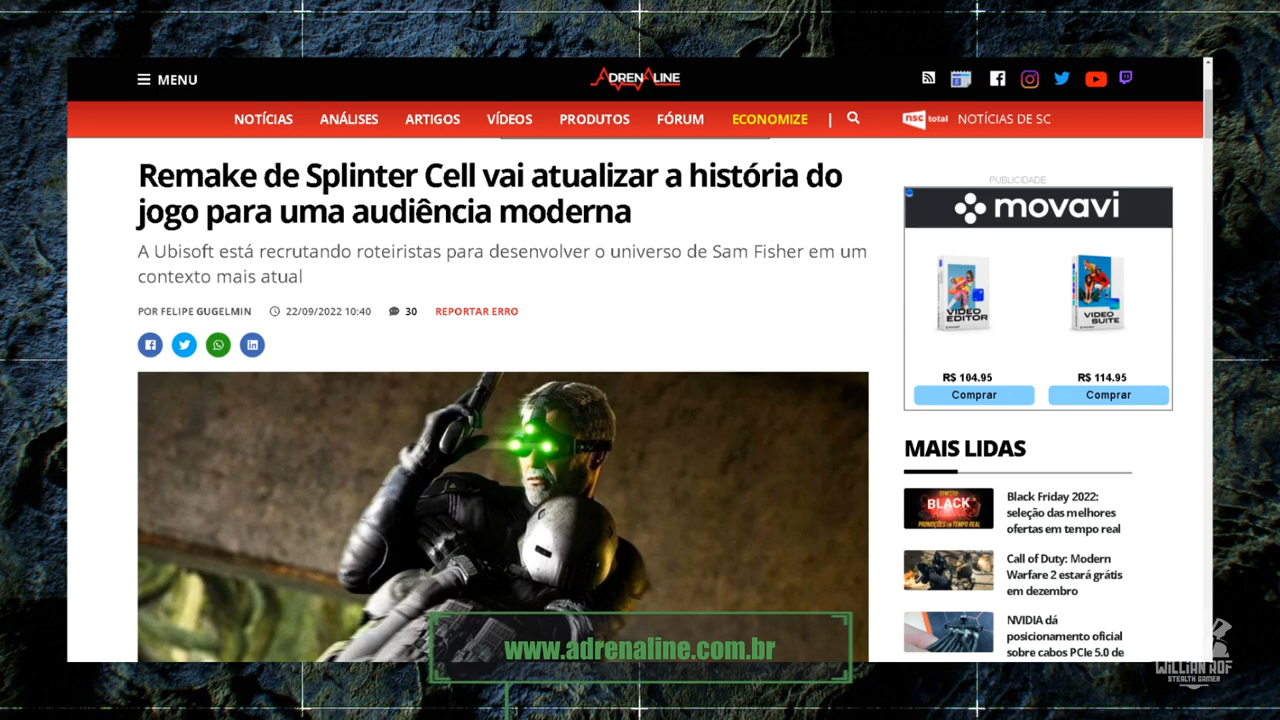 MENU
ADRENALINE
NOTÍCIAS ANÁLISES ARTIGOS VÍDEOS PRODUTOS FÓRUM ECONOMIZE | nsc total NOTÍCIAS DE SC
Remake de Splinter Cell vai atualizar a história do
jogo para uma audiência moderna
A Ubisoft está recrutando roteiristas para desenvolver o universo de Sam Fisher em um
contexto mais atual
POR FELIPE GUGELMIN 22/09/2022 10:40 30 REPORTAR ERRO
PUBLICIDADE
movavi
VIDEO
EDITOR
VIDEO
SUITE
R$ 104.95
R$ 114.95
Comprar
Comprar
MAIS LIDAS
BLACK
PROMOÇÕES EM TEMPO REAL
Black Friday 2022:
seleção das melhores
ofertas em tempo real
Call of Duty: Modern
Warfare 2 estará grátis
em dezembro
NVIDIA dá
posicionamento oficial
sobre cabos PCIe 5.0 de
www.adrenaline.com.br
WILLIAN ROF
STEALTH GAMER